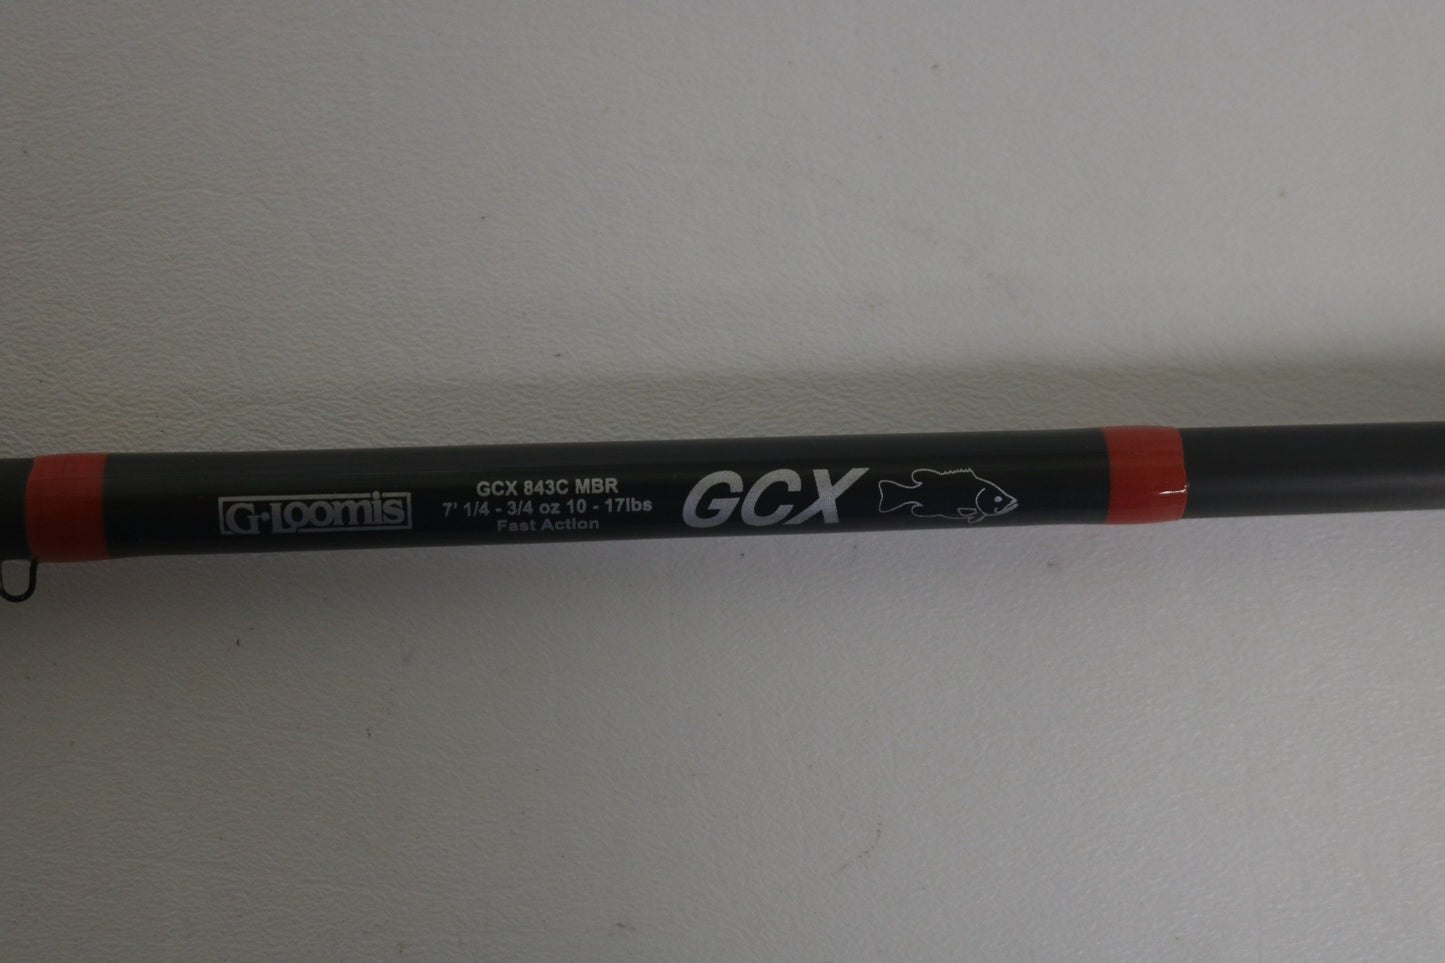 G·Loomis
GCX 843C MBR
7' 1/4 - 3/4 oz 10 - 17lbs
Fast Action
GCX